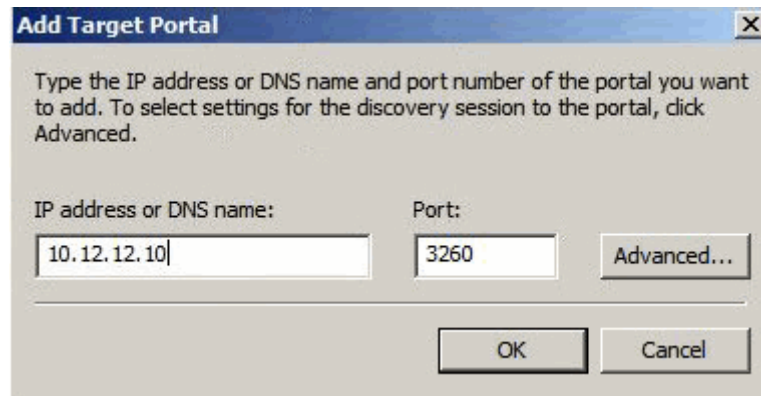 Add Target Portal
Type the IP address or DNS name and port number of the portal you want
to add. To select settings for the discovery session to the portal, click
Advanced.
IP address or DNS name: Port:
10.12.12.10 3260 Advanced...
OK Cancel